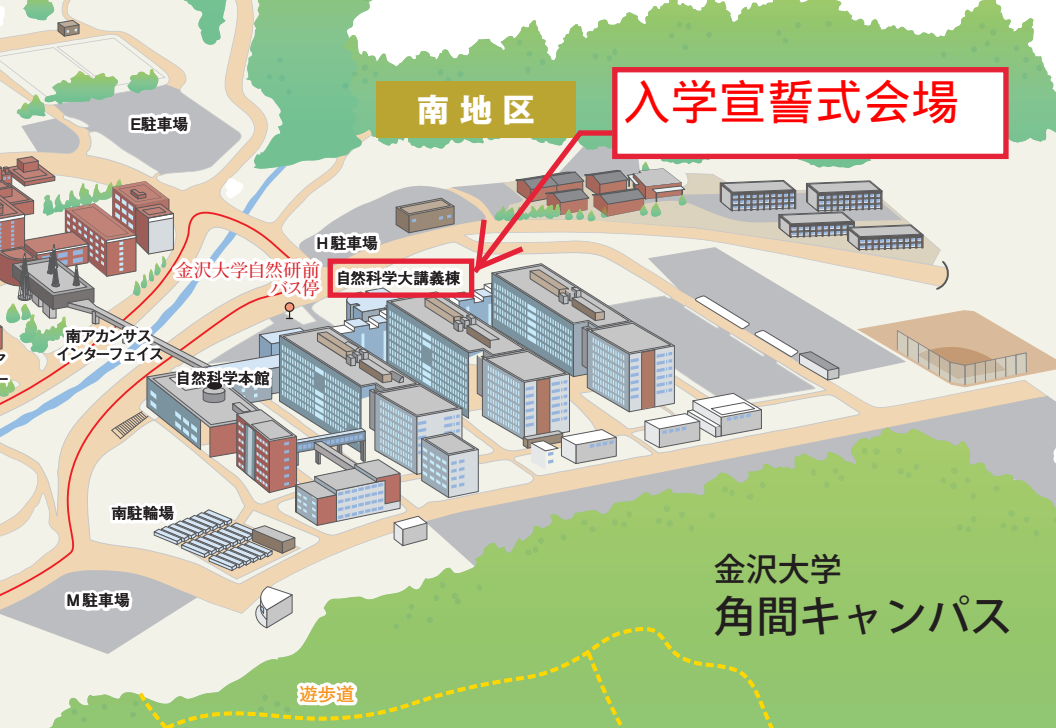 入学宣誓式会場
南地区
E駐車場
H駐車場
金沢大学自然研前
バス停
自然科学大講義棟
南アカンサス
インターフェイス
ア
ー
自然科学本館
南駐輪場
M駐車場
金沢大学
角間キャンパス
遊歩道